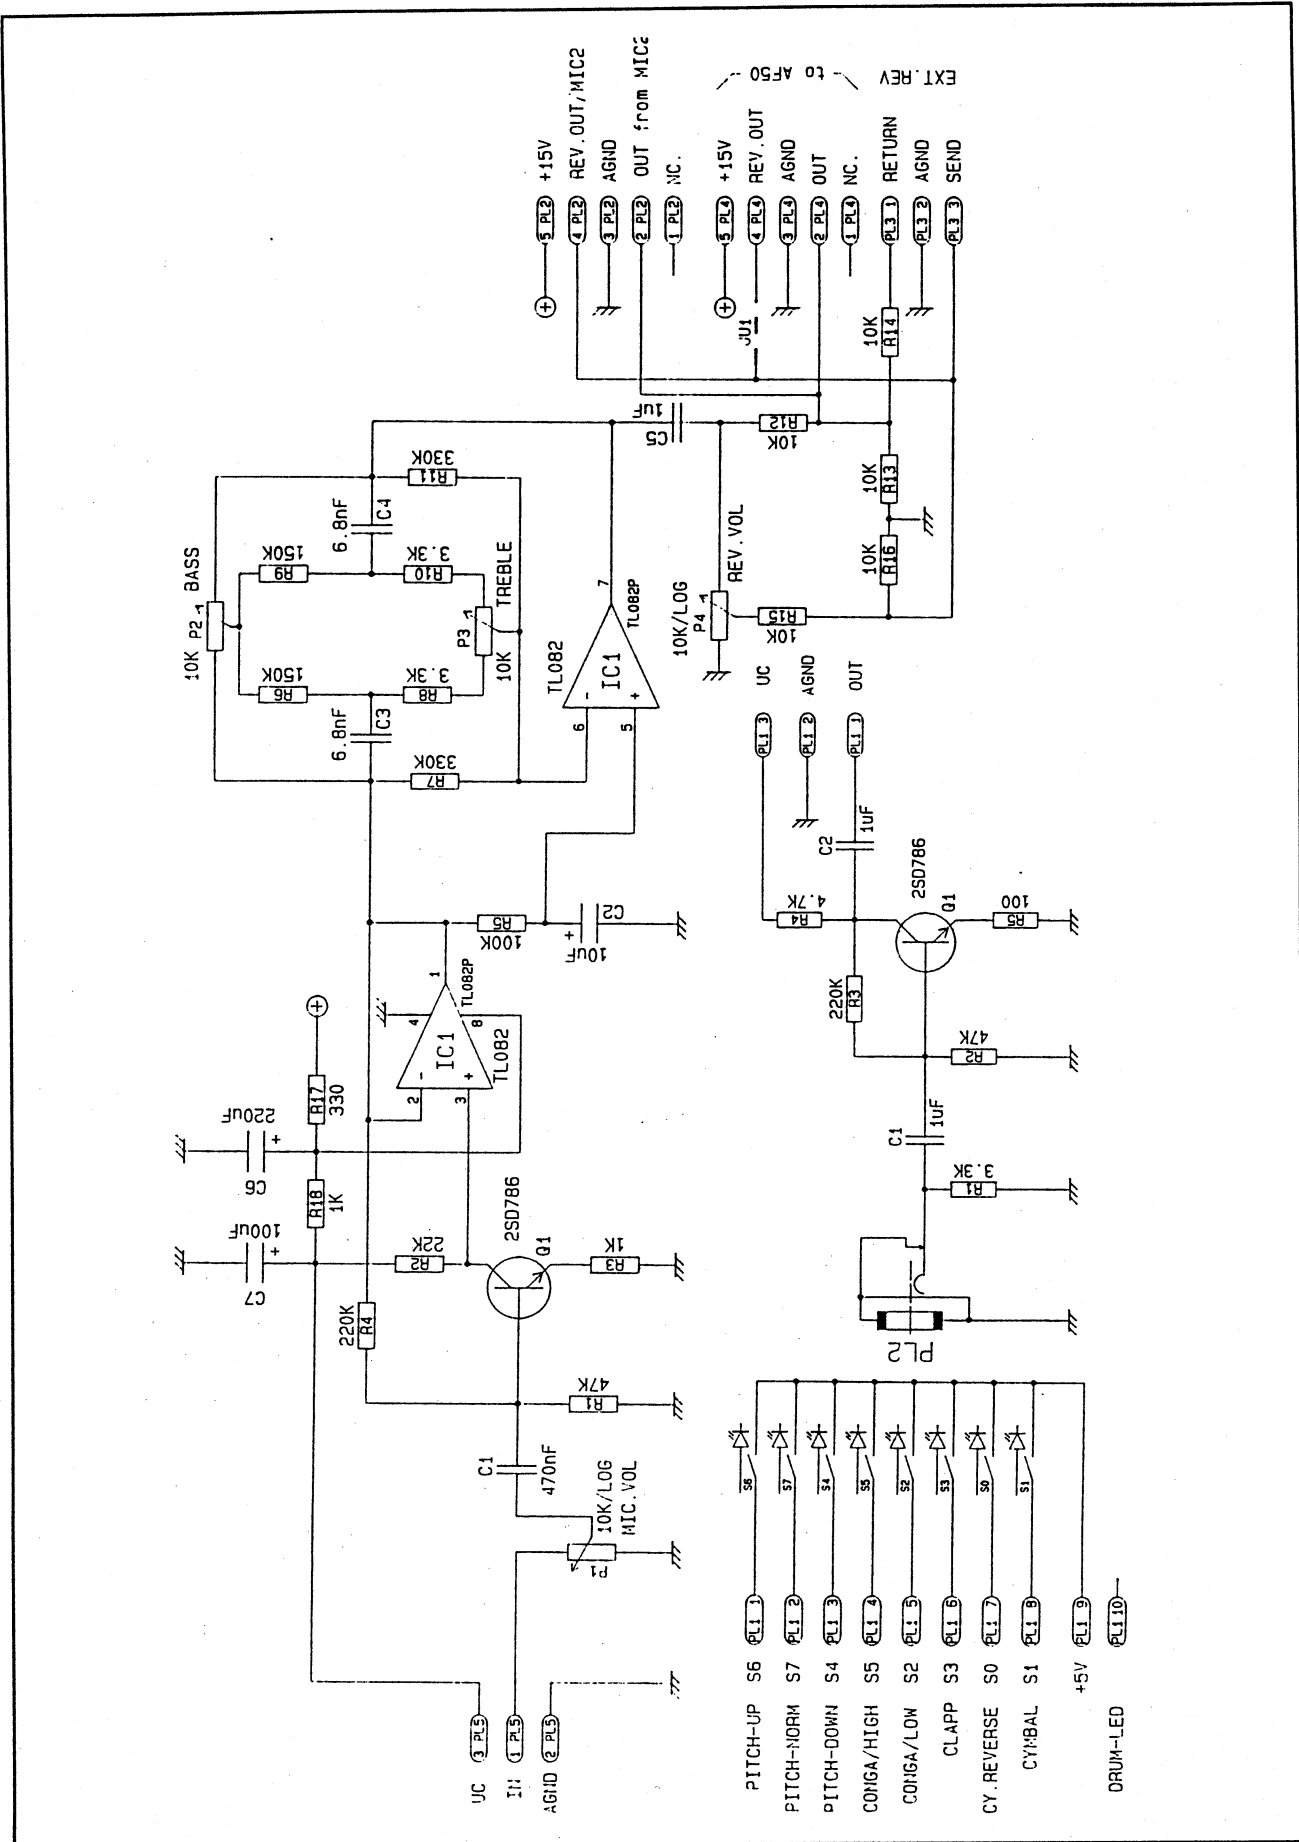 +15V
5 PL2
REV.OUT/MIC2
4 PL2
AGND
3 PL2
OUT from MIC2
2 PL2
NC.
1 PL2
to AF50
+15V
5 PL4
REV.OUT
4 PL4
AGND
3 PL4
OUT
2 PL4
NC.
1 PL4
EXT.REV
RETURN
PL3 1
AGND
PL3 2
SEND
PL3 3
JU1
10K
R14
1uF
C5
R12
10K
10K
R13
10K
R16
R15
10K
REV.VOL
10K/LOG
P4
330K
R11
6.8nF
C4
BASS
10K
P2
150K
R9
3.3K
R10
TREBLE
10K
P3
150K
R6
3.3K
R8
6.8nF
C3
330K
R7
7
TL082P
TL082
IC1
-
+
6
5
UC
PL1 3
AGND
PL1 2
OUT
PL1 1
C2
1uF
4.7K
R4
2SD786
Q1
100
R5
220K
R3
47K
R2
C1
1uF
3.3K
R1
PL2
R5
100K
C2
10uF
+
1
TL082P
4
8
IC1
TL082
-
+
2
3
R17
330
220uF
+
C6
R18
1K
100uF
+
C7
22K
R2
2SD786
Q1
1K
R3
220K
R4
47K
R1
C1
470nF
10K/LOG
MIC.VOL
P1
UC
3 PL5
IN
1 PL5
AGND
2 PL5
PITCH-UP S6 PL1 1
S6
PITCH-NORM S7 PL1 2
S7
PITCH-DOWN S4 PL1 3
S4
CONGA/HIGH S5 PL1 4
S5
CONGA/LOW S2 PL1 5
S2
CLAPP S3 PL1 6
S3
CY.REVERSE S0 PL1 7
S0
CYMBAL S1 PL1 8
S1
+5V PL1 9
DRUM-LED PL1 10